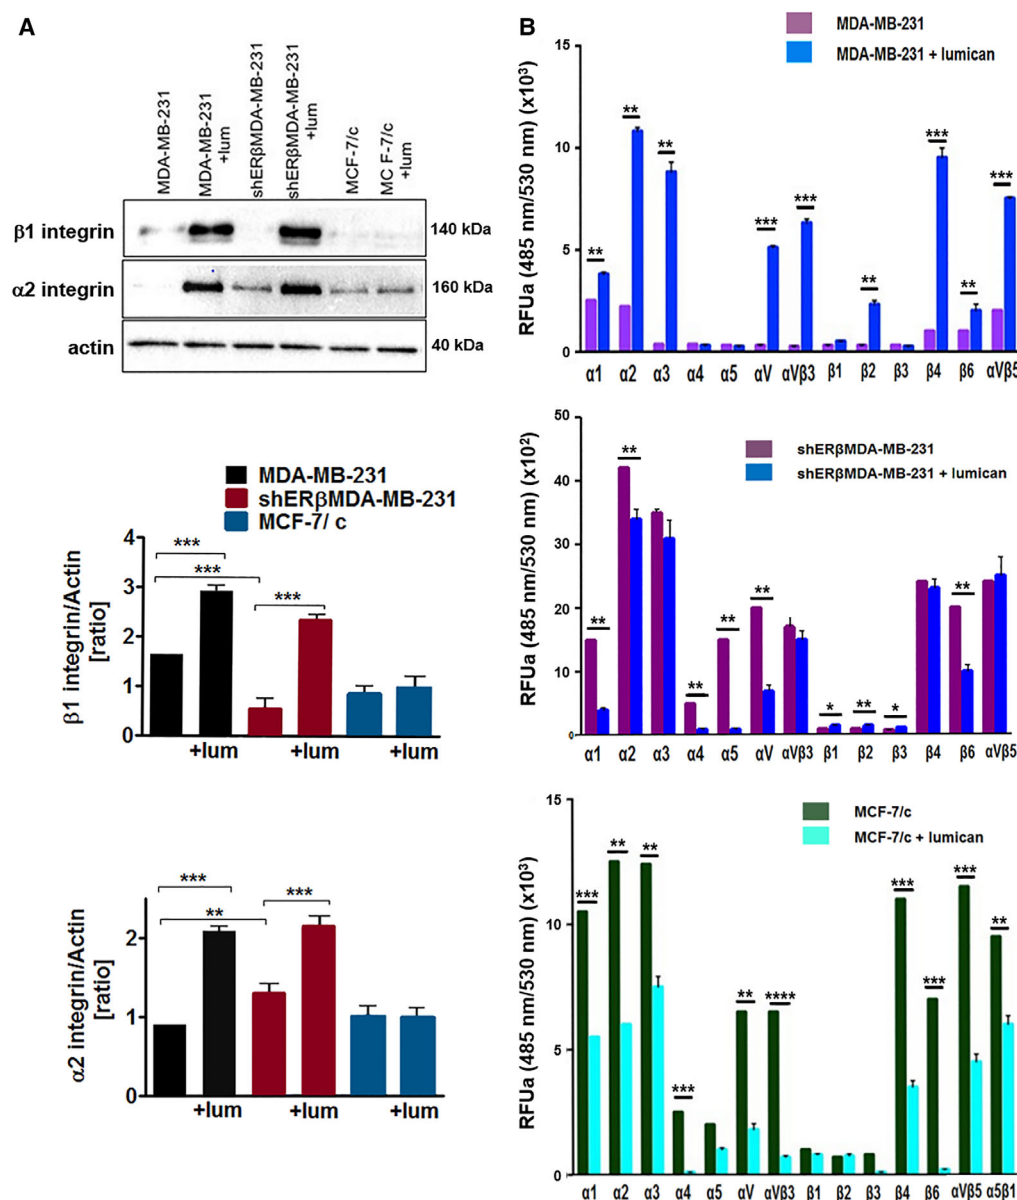 A
MDA-MB-231
MDA-MB-231
+lum
shERβMDA-MB-231
shERβMDA-MB-231
+lum
MCF-7/c
MC F-7/c
+lum
β1 integrin
140 kDa
α2 integrin
160 kDa
actin
40 kDa
MDA-MB-231
shERβMDA-MB-231
MCF-7/ c
β1 integrin/Actin
[ratio]
4
3
2
1
0
***
***
***
+lum
+lum
+lum
α2 integrin/Actin
[ratio]
2
1
0
***
**
***
+lum
+lum
+lum
B
MDA-MB-231
MDA-MB-231 + lumican
RFUa (485 nm/530 nm) (x10³)
15
10
5
0
** ** ** *** *** ** *** ** ***
α1 α2 α3 α4 α5 αV αVβ3 β1 β2 β3 β4 β6 αVβ5
shERβMDA-MB-231
shERβMDA-MB-231 + lumican
RFUa (485 nm/530 nm) (x10²)
50
40
30
20
10
0
** ** ** ** ** * ** * **
α1 α2 α3 α4 α5 αV αVβ3 β1 β2 β3 β4 β6 αVβ5
MCF-7/c
MCF-7/c + lumican
RFUa (485 nm/530 nm) (x10³)
15
10
5
0
*** ** ** *** ** **** *** *** *** **
α1 α2 α3 α4 α5 αV αVβ3 β1 β2 β3 β4 β6 αVβ5 α5β1